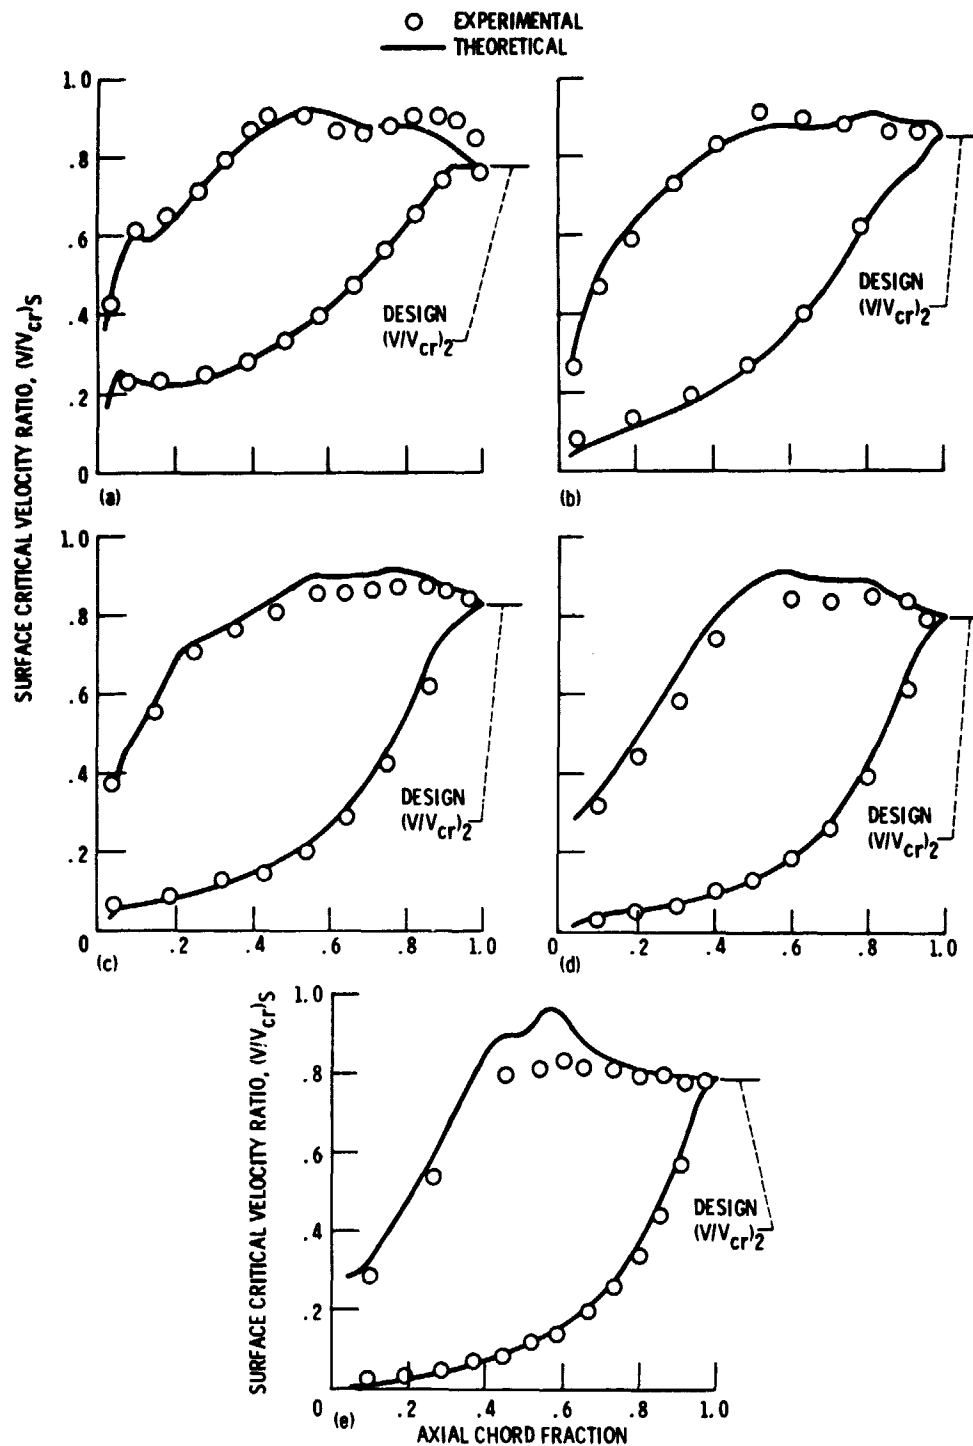 EXPERIMENTAL
THEORETICAL
SURFACE CRITICAL VELOCITY RATIO, (V/Vcr)S
1.0
.8
.6
.4
.2
0
(a)
DESIGN
(V/Vcr)2
(b)
DESIGN
(V/Vcr)2
1.0
.8
.6
.4
.2
0
.2
.4
.6
.8
1.0
(c)
DESIGN
(V/Vcr)2
0
.2
.4
.6
.8
1.0
(d)
DESIGN
(V/Vcr)2
SURFACE CRITICAL VELOCITY RATIO, (V/Vcr)S
1.0
.8
.6
.4
.2
0
.2
.4
.6
.8
1.0
(e)
DESIGN
(V/Vcr)2
AXIAL CHORD FRACTION